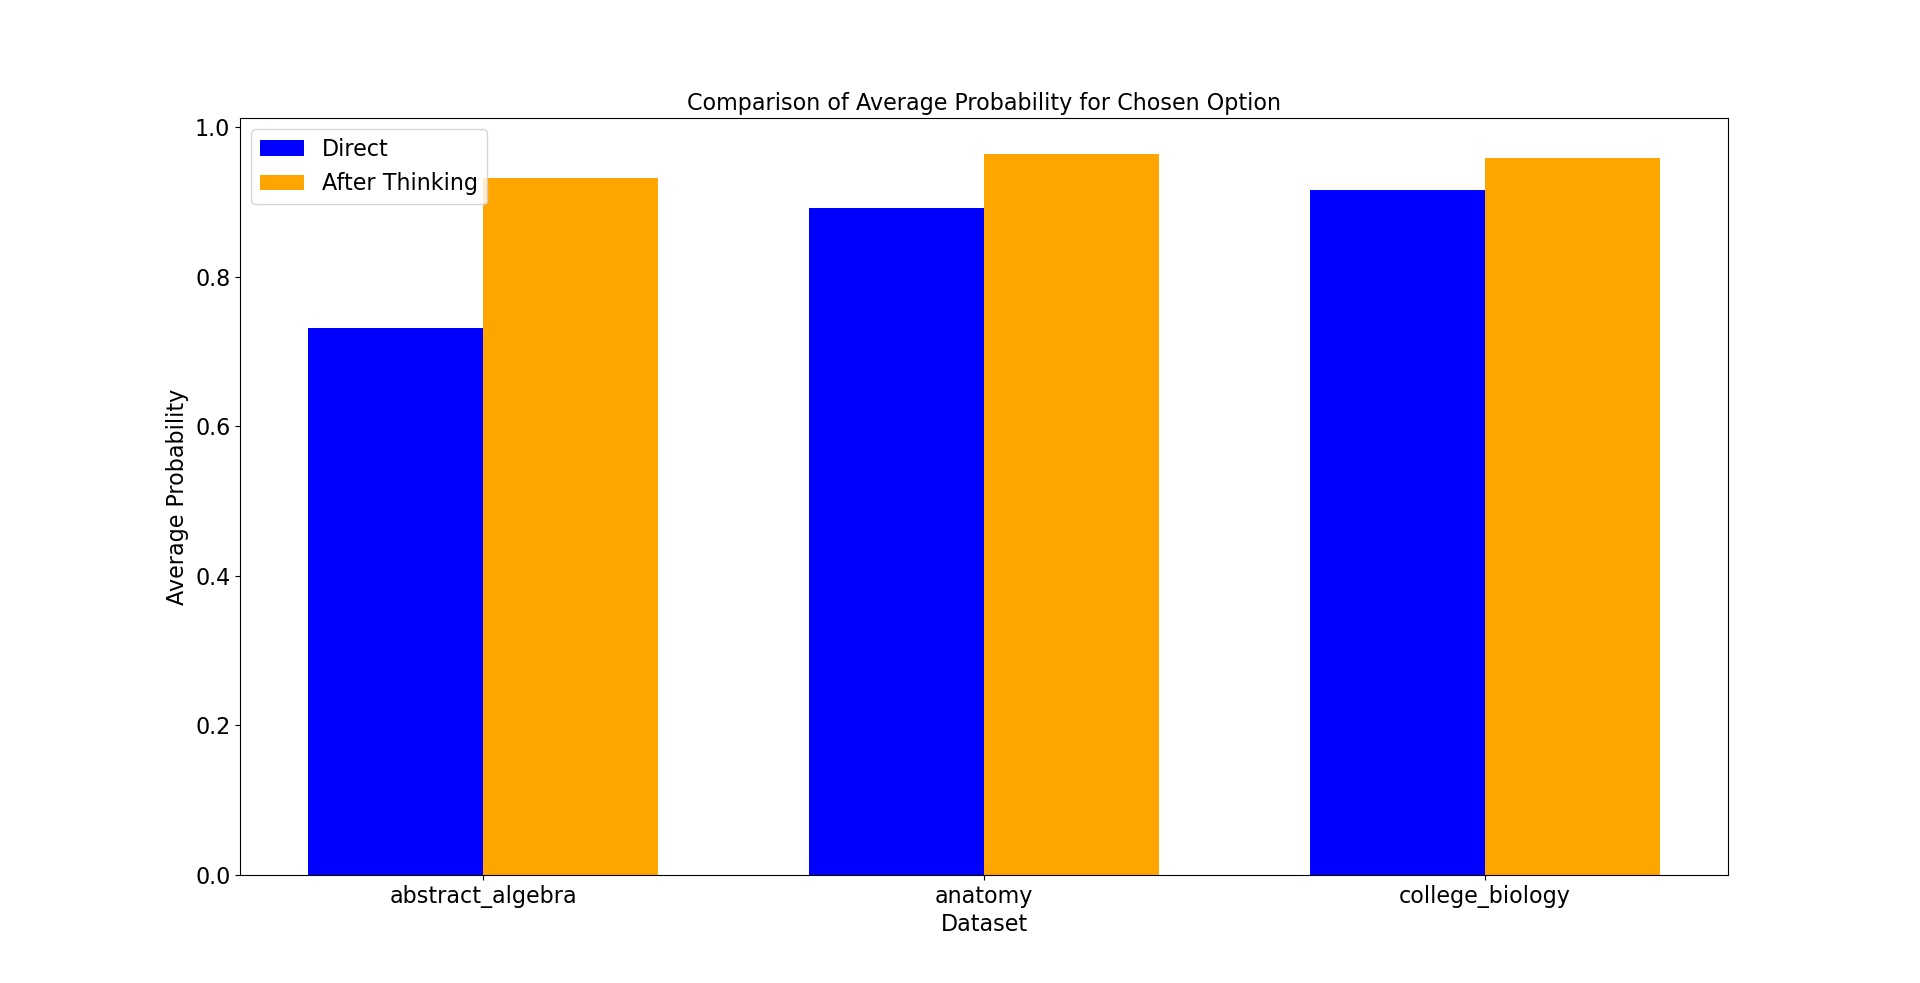 Comparison of Average Probability for Chosen Option
Direct
After Thinking
1.0
0.8
0.6
0.4
0.2
0.0
Average Probability
abstract_algebra
anatomy
college_biology
Dataset